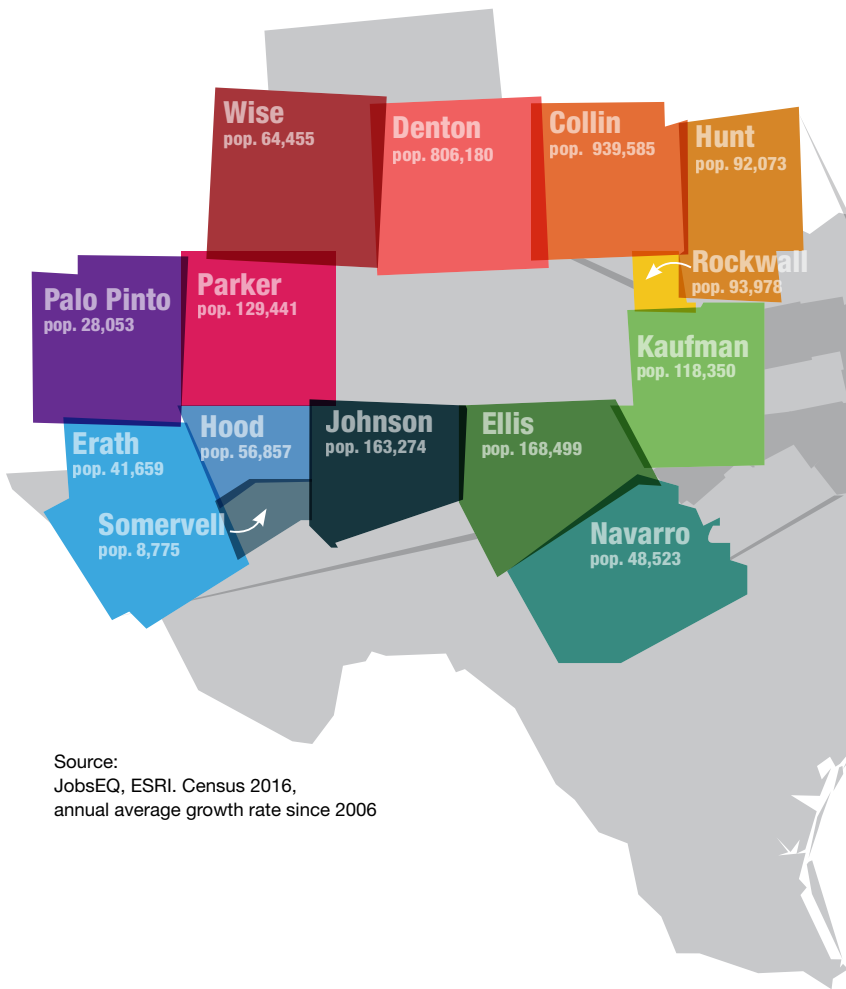 Wise
pop. 64,455
Denton
pop. 806,180
Collin
pop. 939,585
Hunt
pop. 92,073
Rockwall
pop. 93,978
Palo Pinto
pop. 28,053
Parker
pop. 129,441
Kaufman
pop. 118,350
Erath
pop. 41,659
Hood
pop. 56,857
Johnson
pop. 163,274
Ellis
pop. 168,499
Somervell
pop. 8,775
Navarro
pop. 48,523
Source:
JobsEQ, ESRI. Census 2016,
annual average growth rate since 2006